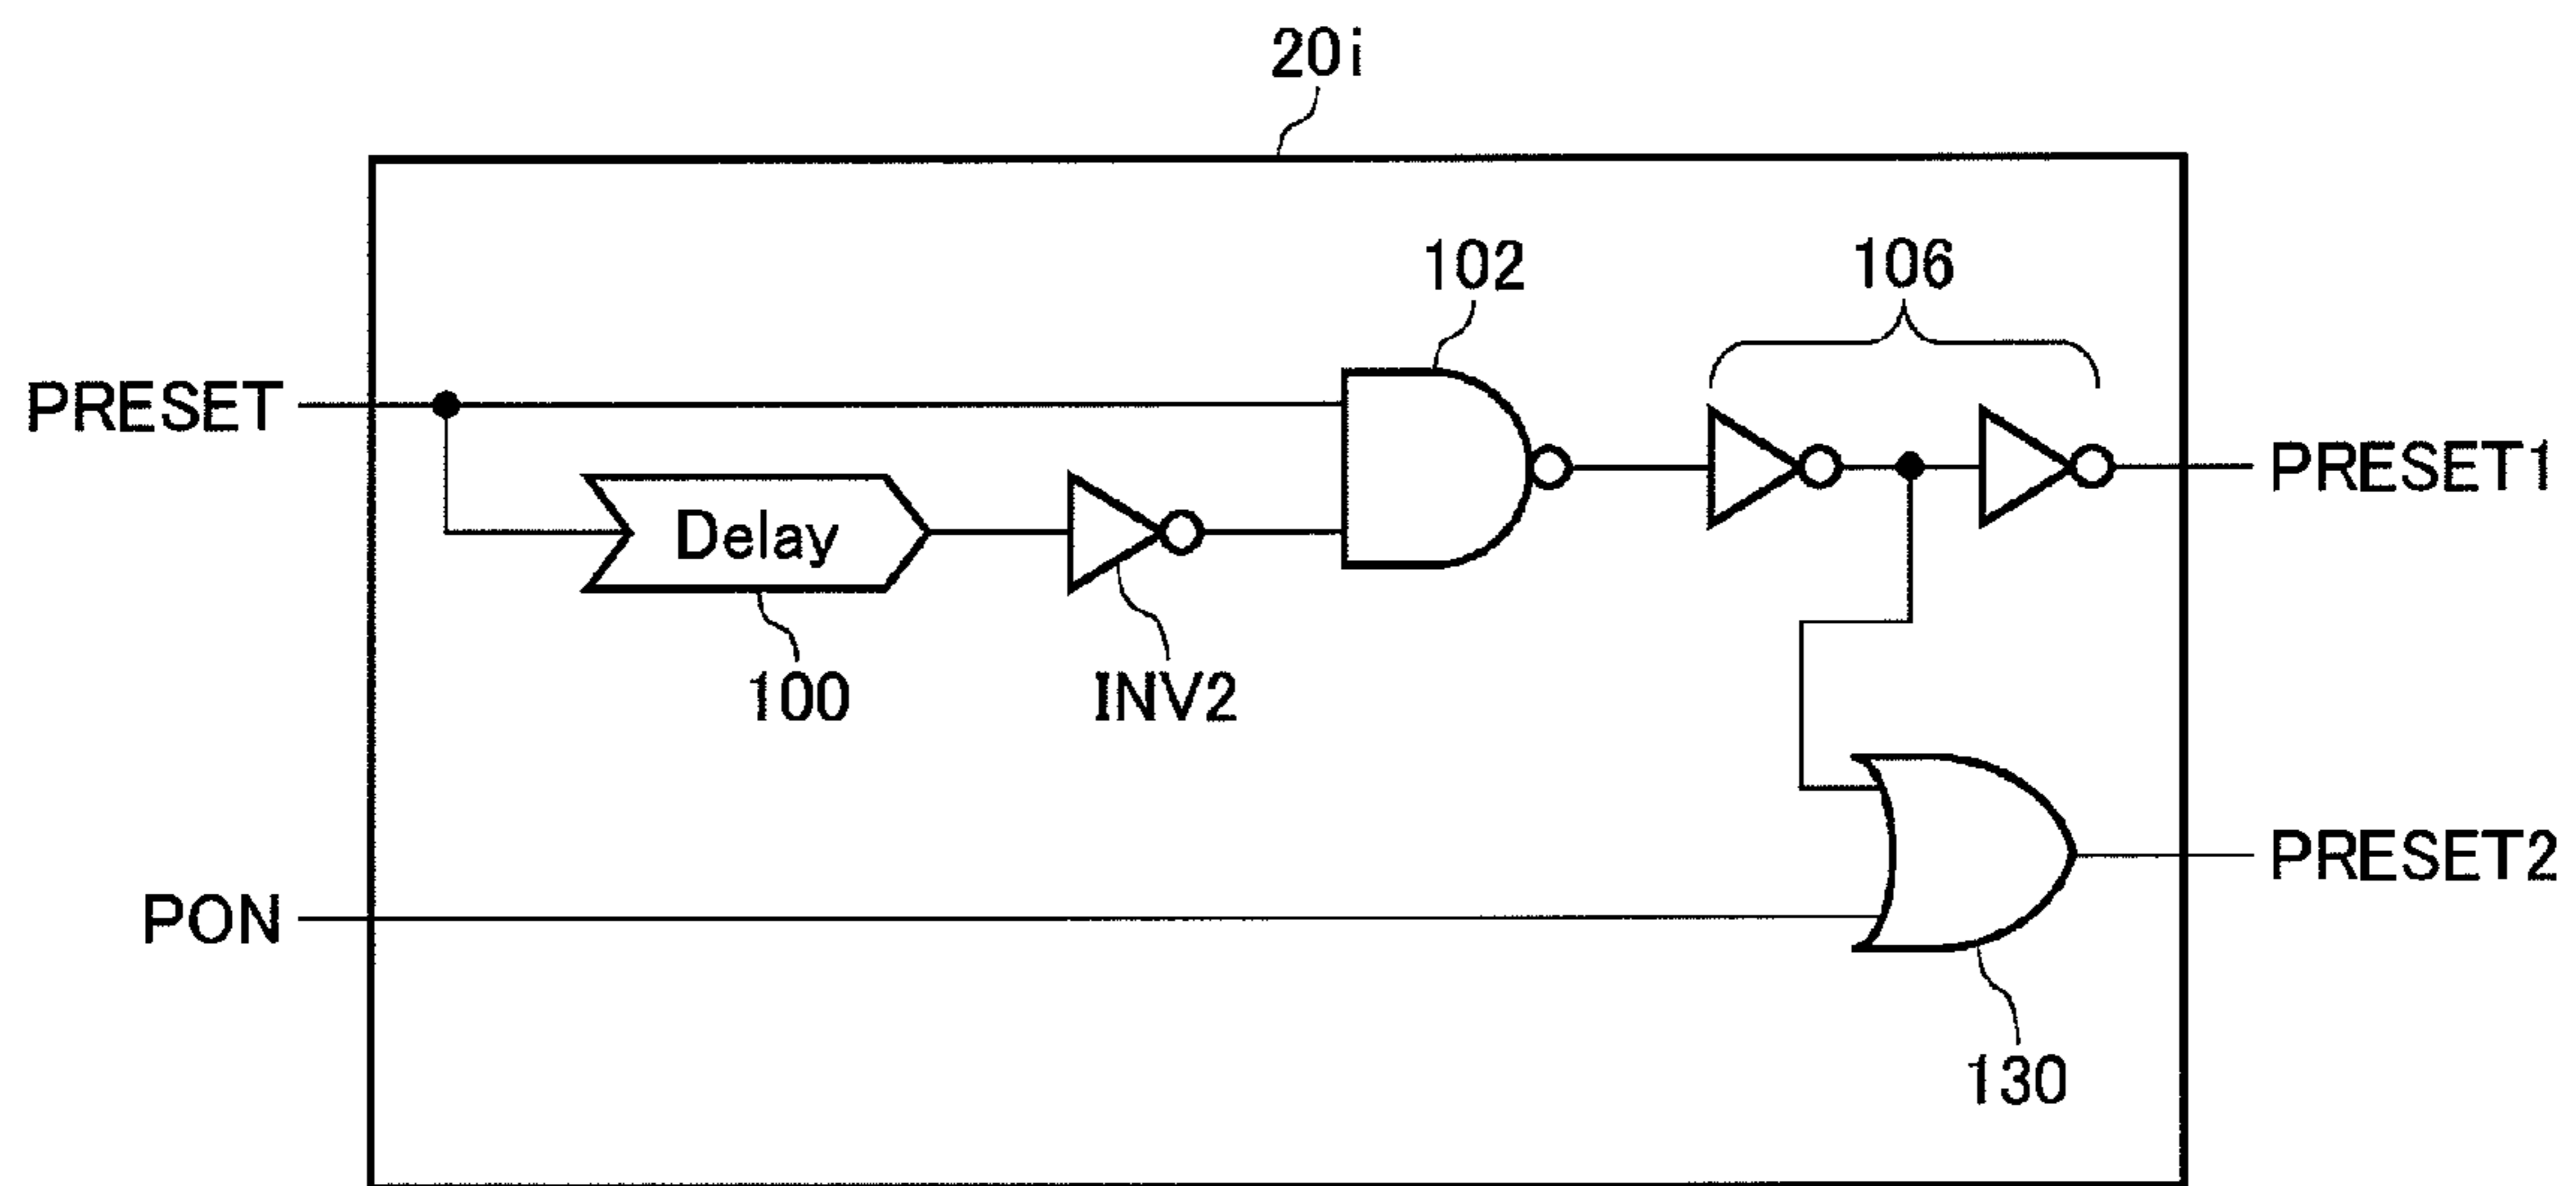 20i
102
106
PRESET
PRESET1
Delay
100
INV2
PRESET2
PON
130